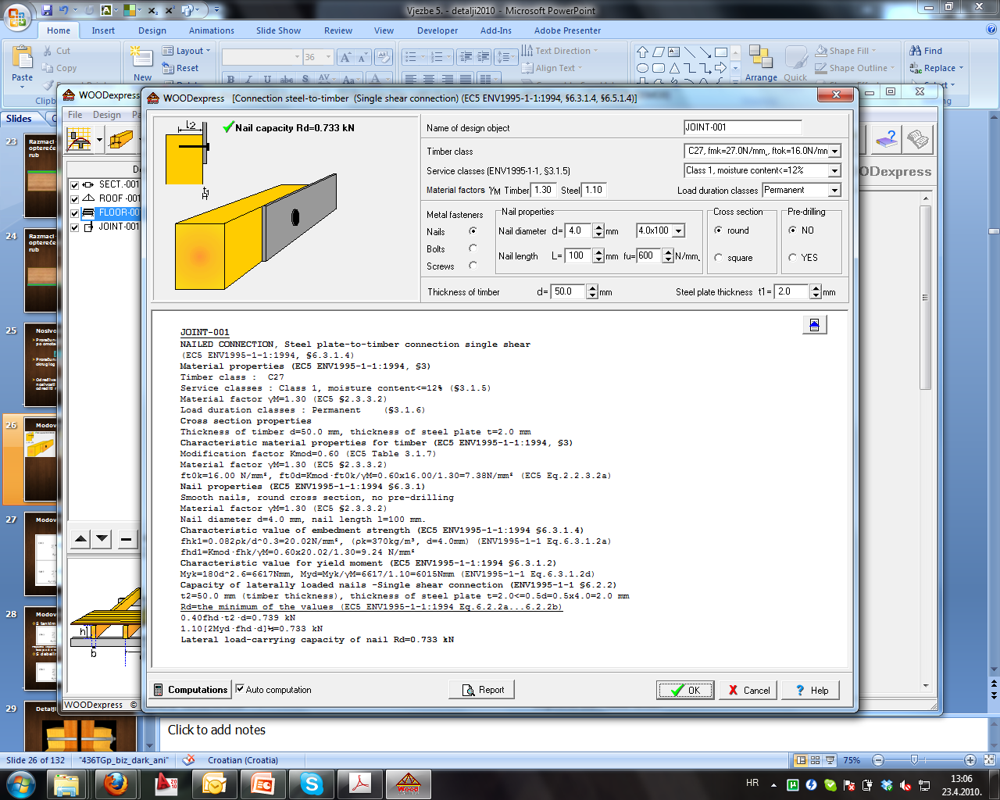 Vjezbe 5. - detalji2010 - Microsoft PowerPoint
Home Insert Design Animations Slide Show Review View Developer Add-Ins Adobe Presenter
Cut
Copy
Paste
New
Layout
Reset
36
Text Direction
Align Text
Arrange
Quick
Shape Fill
Shape Outline
Find
Replace
Slides
WOODexpress
File Design
WOODexpress [Connection steel-to-timber (Single shear connection) (EC5 ENV1995-1-1:1994, §6.3.1.4, §6.5.1.4)]
SECT.-001
ROOF-001
FLOOR-00
JOINT-001
ODexpress
t2
Nail capacity Rd=0.733 kN
Name of design object JOINT-001
Timber class C27, fmk=27.0N/mm, ftok=16.0N/mm
Service classes (ENV1995-1-1, §3.1.5) Class 1, moisture content<=12%
Material factors γM Timber 1.30 Steel 1.10 Load duration classes Permanent
Metal fasteners
Nails
Bolts
Screws
Nail properties
Nail diameter d= 4.0 mm 4.0x100
Nail length L= 100 mm fu= 600 N/mm
Cross section
round
square
Pre-drilling
NO
YES
Thickness of timber d= 50.0 mm Steel plate thickness t1= 2.0 mm
JOINT-001
NAILED CONNECTION, Steel plate-to-timber connection single shear
(EC5 ENV1995-1-1:1994, §6.3.1.4)
Material properties (EC5 ENV1995-1-1:1994, §3)
Timber class : C27
Service classes : Class 1, moisture content<=12% (§3.1.5)
Material factor γM=1.30 (EC5 §2.3.3.2)
Load duration classes : Permanent (§3.1.6)
Cross section properties
Thickness of timber d=50.0 mm, thickness of steel plate t=2.0 mm
Characteristic material properties for timber (EC5 ENV1995-1-1:1994, §3)
Modification factor Kmod=0.60 (EC5 Table 3.1.7)
Material factor γM=1.30 (EC5 §2.3.3.2)
ft0k=16.00 N/mm², ft0d=Kmod·ft0k/γM=0.60x16.00/1.30=7.38N/mm² (EC5 Eq.2.2.3.2a)
Nail properties (EC5 ENV1995-1-1:1994 §6.3.1)
Smooth nails, round cross section, no pre-drilling
Material factor γM=1.30 (EC5 §2.3.3.2)
Nail diameter d=4.0 mm, nail length l=100 mm.
Characteristic value of embedment strength (EC5 ENV1995-1-1:1994 §6.3.1.4)
fhk1=0.082ρk/d^0.3=20.02N/mm², (ρk=370kg/m³, d=4.0mm) (ENV1995-1-1 Eq.6.3.1.2a)
fhd1=Kmod·fhk/γM=0.60x20.02/1.30=9.24 N/mm²
Characteristic value for yield moment (EC5 ENV1995-1-1:1994 §6.3.1.2)
Myk=180d^2.6=6617Nmm, Myd=Myk/γM=6617/1.10=6015Nmm (ENV1995-1-1 Eq.6.3.1.2d)
Capacity of laterally loaded nails -Single shear connection (ENV1995-1-1 §6.2.2)
t2=50.0 mm (timber thickness), thickness of steel plate t=2.0<=0.5d=0.5x4.0=2.0 mm
Rd=the minimum of the values (EC5 ENV1995-1-1:1994 Eq.6.2.2a...6.2.2b)
0.40fhd·t2·d=0.739 kN
1.10[2Myd·fhd·d]½=0.733 kN
Lateral load-carrying capacity of nail Rd=0.733 kN
Computations Auto computation Report OK Cancel Help
23
Razmaci
optereće
rub
24
Razmaci
optereće
rub
25
Nosivo
26
Modov
27
Modov
28
Modov
29
Detalji
h
b
WOODexpress ©
Click to add notes
Slide 26 of 132 "436TGp_biz_dark_ani" Croatian (Croatia) 75%
HR
13:06
23.4.2010.